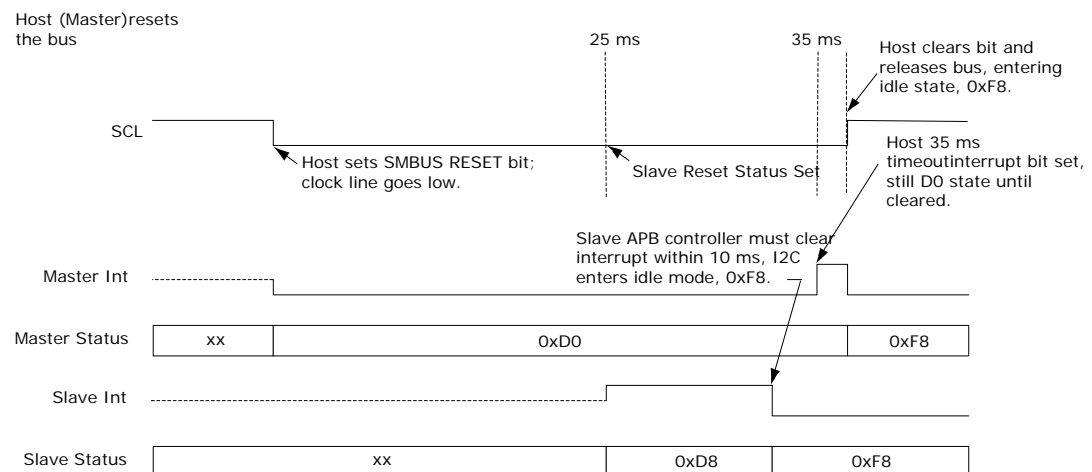 Host (Master)resets
the bus
25 ms
35 ms
Host clears bit and
releases bus, entering
idle state, 0xF8.
SCL
Host sets SMBUS RESET bit;
clock line goes low.
Slave Reset Status Set
Host 35 ms
timeoutinterrupt bit set,
still D0 state until
cleared.
Slave APB controller must clear
interrupt within 10 ms, I2C
enters idle mode, 0xF8.
Master Int
Master Status
xx
0xD0
0xF8
Slave Int
Slave Status
xx
0xD8
0xF8